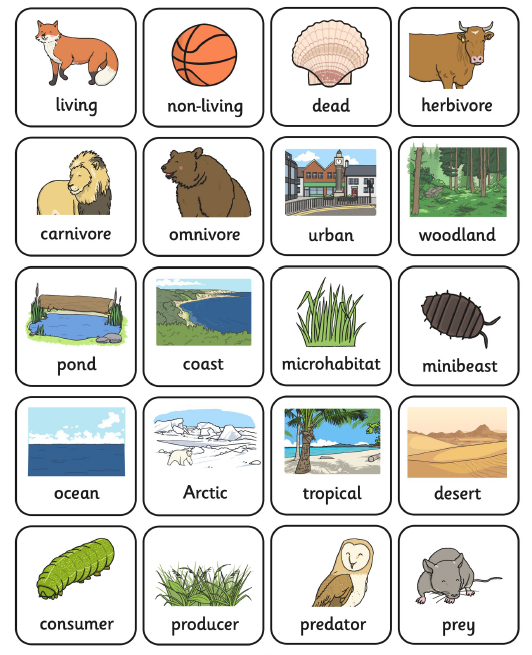 living
non-living
dead
herbivore
carnivore
omnivore
urban
woodland
pond
coast
microhabitat
minibeast
ocean
Arctic
tropical
desert
consumer
producer
predator
prey